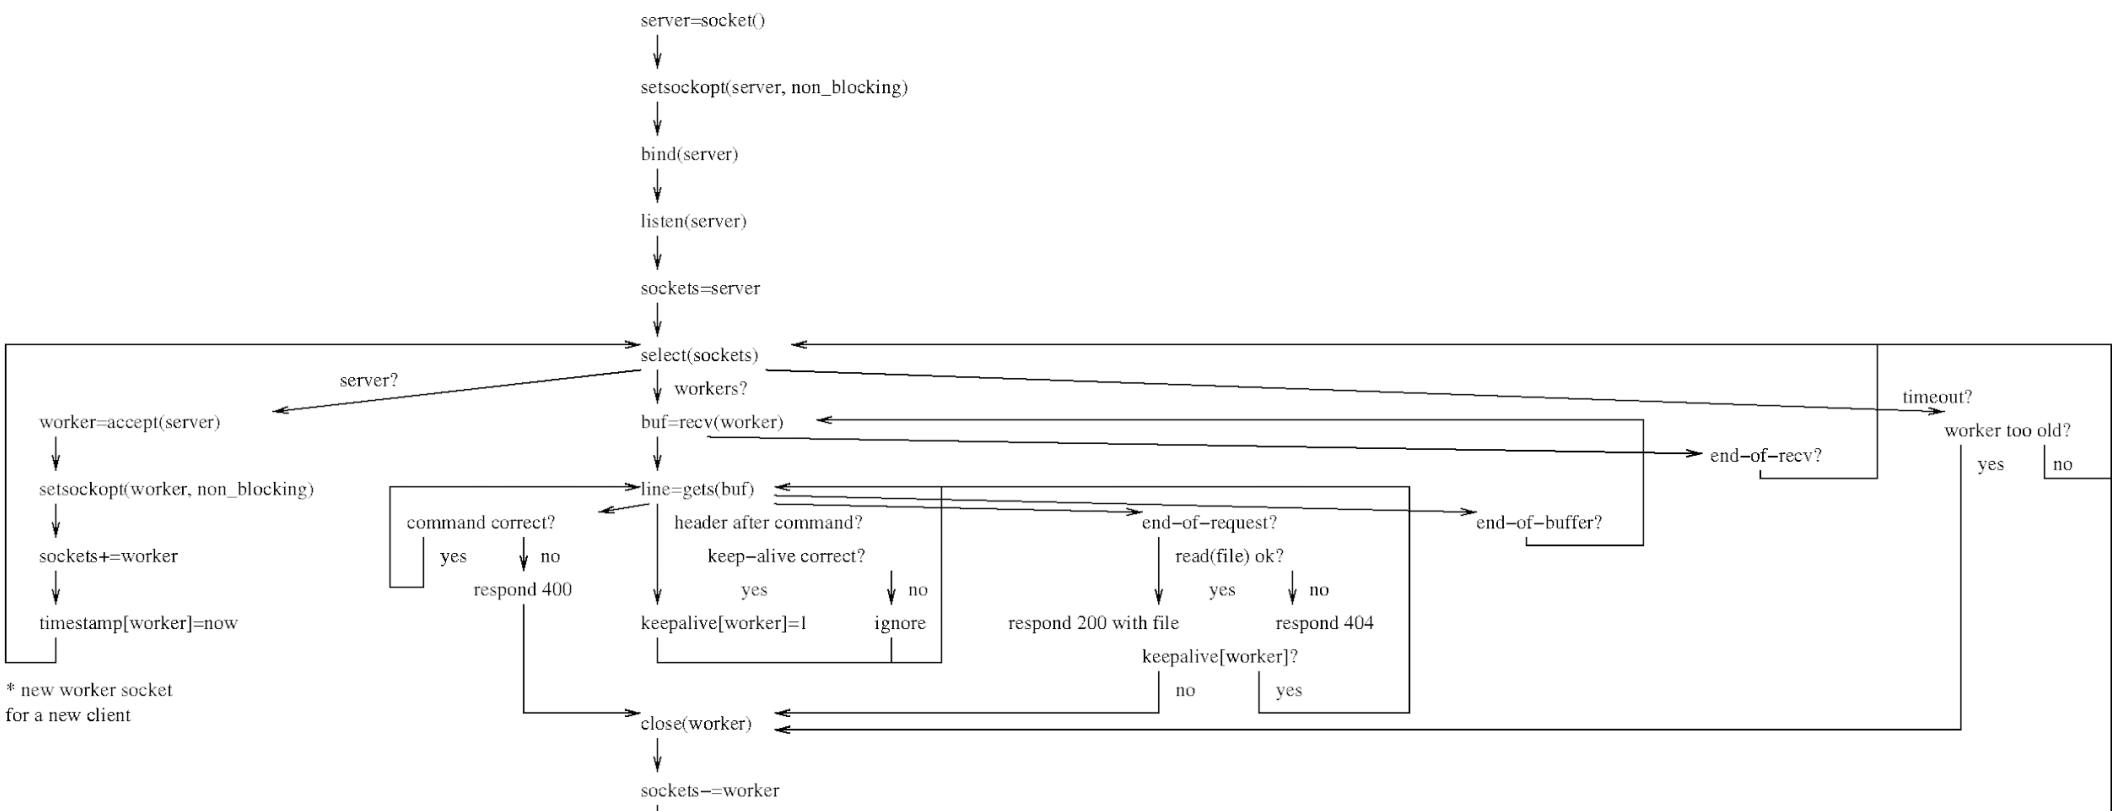 server=socket()
setsockopt(server, non_blocking)
bind(server)
listen(server)
sockets=server
select(sockets)
server?
workers?
timeout?
worker=accept(server)
buf=recv(worker)
worker too old?
end-of-recv?
yes
no
setsockopt(worker, non_blocking)
line=gets(buf)
command correct?
header after command?
end-of-request?
end-of-buffer?
sockets+=worker
yes
no
keep-alive correct?
read(file) ok?
respond 400
yes
no
yes
no
timestamp[worker]=now
keepalive[worker]=1
ignore
respond 200 with file
respond 404
keepalive[worker]?
* new worker socket
for a new client
no
yes
close(worker)
sockets-=worker